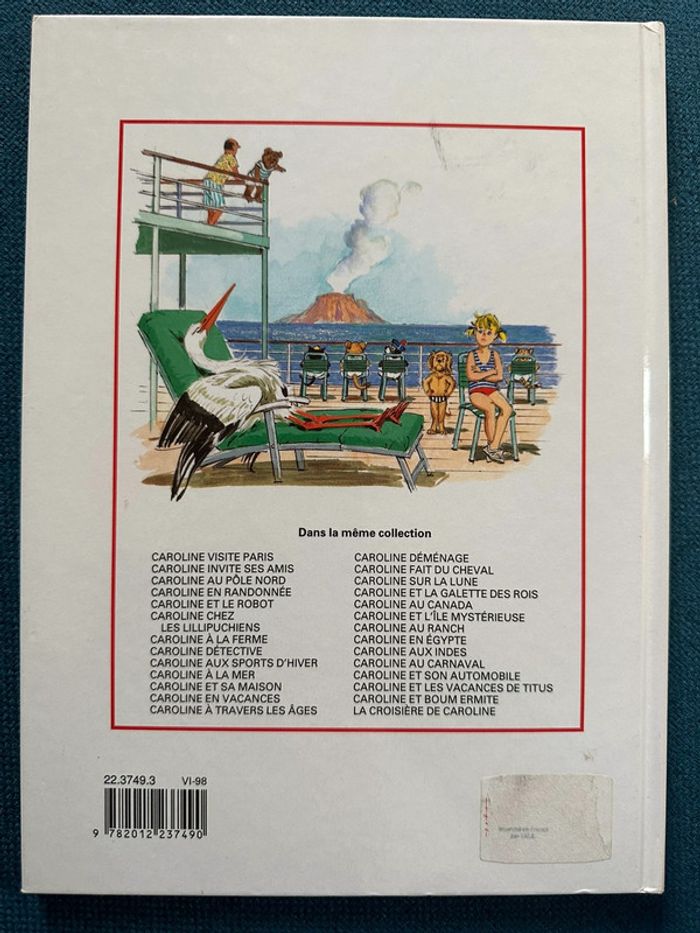 Dans la même collection
CAROLINE VISITE PARIS
CAROLINE INVITE SES AMIS
CAROLINE AU PÔLE NORD
CAROLINE EN RANDONNÉE
CAROLINE ET LE ROBOT
CAROLINE CHEZ
LES LILLIPUCHIENS
CAROLINE À LA FERME
CAROLINE DÉTECTIVE
CAROLINE AUX SPORTS D'HIVER
CAROLINE À LA MER
CAROLINE ET SA MAISON
CAROLINE EN VACANCES
CAROLINE À TRAVERS LES ÂGES
CAROLINE DÉMÉNAGE
CAROLINE FAIT DU CHEVAL
CAROLINE SUR LA LUNE
CAROLINE ET LA GALETTE DES ROIS
CAROLINE AU CANADA
CAROLINE ET L'ÎLE MYSTÉRIEUSE
CAROLINE AU RANCH
CAROLINE EN ÉGYPTE
CAROLINE AUX INDES
CAROLINE AU CARNAVAL
CAROLINE ET SON AUTOMOBILE
CAROLINE ET LES VACANCES DE TITUS
CAROLINE ET BOUM ERMITE
LA CROISIÈRE DE CAROLINE
22.3749.3 VI-98
9 782012 237490